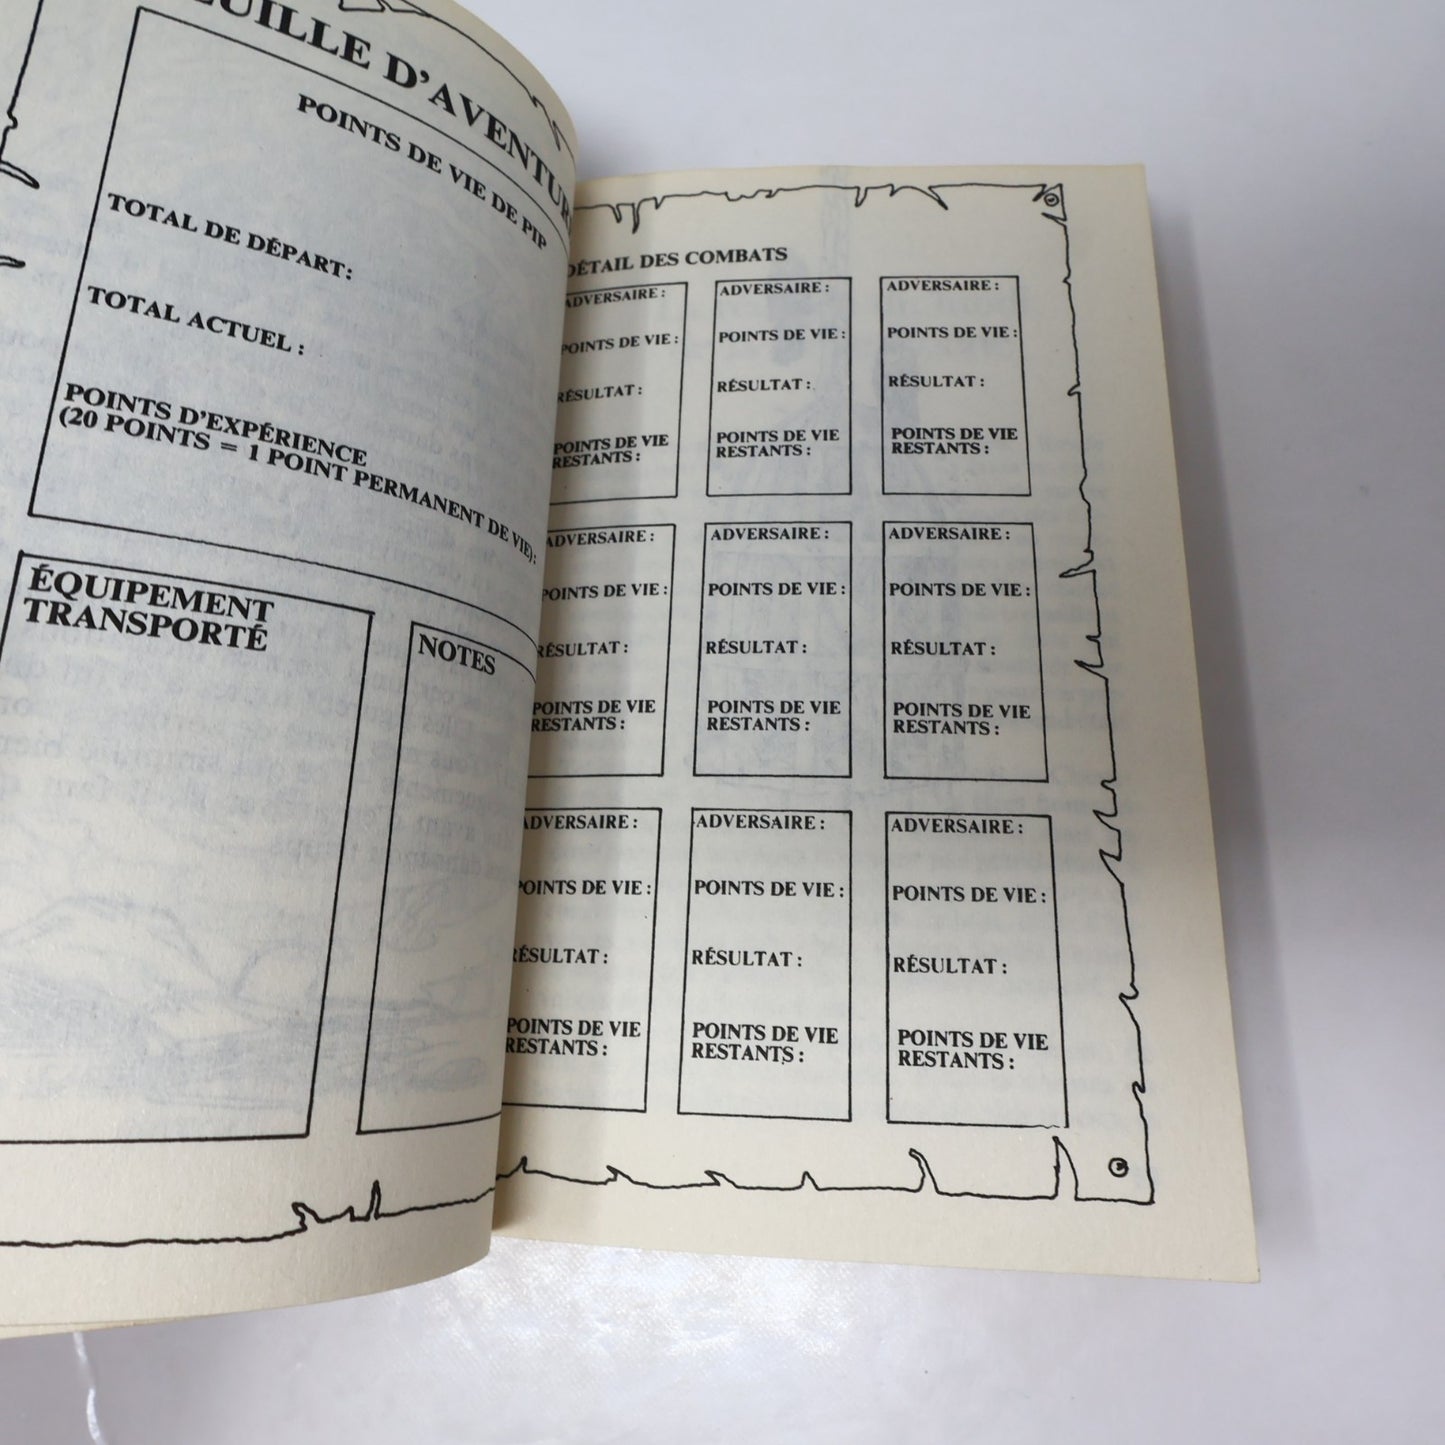 FEUILLE D'AVENTURE
POINTS DE VIE DE PIP
TOTAL DE DÉPART:
TOTAL ACTUEL :
POINTS D'EXPÉRIENCE
(20 POINTS = 1 POINT PERMANENT DE VIE) :
ÉQUIPEMENT
TRANSPORTÉ
NOTES
DÉTAIL DES COMBATS
ADVERSAIRE :
POINTS DE VIE :
RÉSULTAT :
POINTS DE VIE
RESTANTS :
ADVERSAIRE :
POINTS DE VIE :
RÉSULTAT :
POINTS DE VIE
RESTANTS :
ADVERSAIRE :
POINTS DE VIE :
RÉSULTAT :
POINTS DE VIE
RESTANTS :
ADVERSAIRE :
POINTS DE VIE :
RÉSULTAT :
POINTS DE VIE
RESTANTS :
ADVERSAIRE :
POINTS DE VIE :
RÉSULTAT :
POINTS DE VIE
RESTANTS :
ADVERSAIRE :
POINTS DE VIE :
RÉSULTAT :
POINTS DE VIE
RESTANTS :
ADVERSAIRE :
POINTS DE VIE :
RÉSULTAT :
POINTS DE VIE
RESTANTS :
ADVERSAIRE :
POINTS DE VIE :
RÉSULTAT :
POINTS DE VIE
RESTANTS :
ADVERSAIRE :
POINTS DE VIE :
RÉSULTAT :
POINTS DE VIE
RESTANTS :